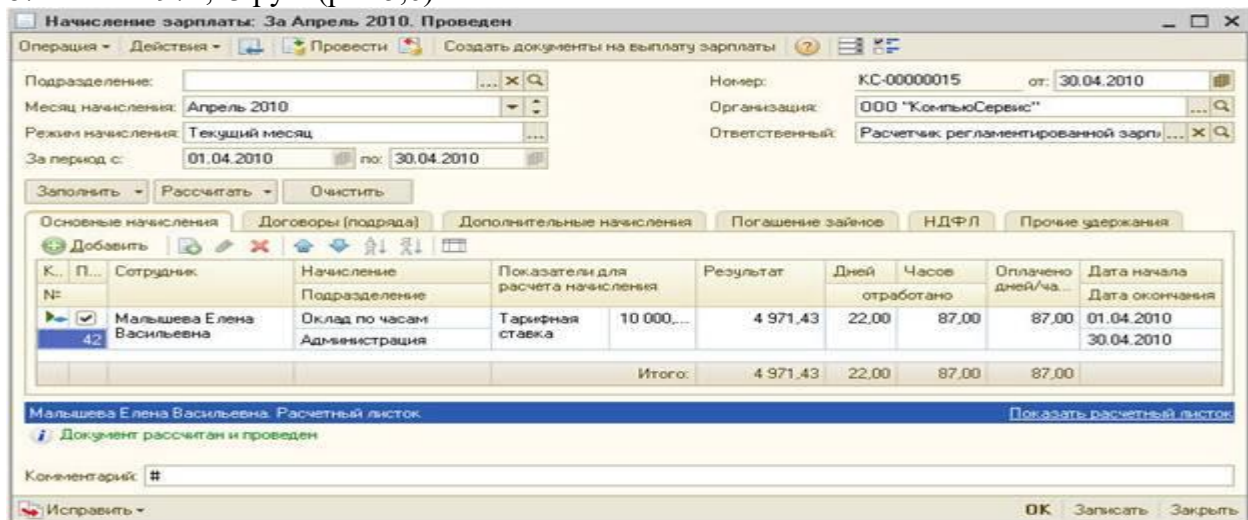 Начисление зарплаты: За Апрель 2010. Проведен
Операция Действия Провести Создать документы на выплату зарплаты
Подразделение: ... Номер: КС-00000015 от: 30.04.2010
Месяц начисления: Апрель 2010 Организация: ООО "КомпьюСервис" ...
Режим начисления: Текущий месяц ... Ответственный: Расчетчик регламентированной зарпл ...
За период с: 01.04.2010 по: 30.04.2010
Заполнить Рассчитать Очистить
Основные начисления Договоры (подряда) Дополнительные начисления Погашение займов НДФЛ Прочие удержания
Добавить
К... П... Сотрудник Начисление Показатели для расчета начисления Результат Дней Часов Оплачено дней/ча... Дата начала
№ Подразделение отработано Дата окончания
Малышева Елена Васильевна Оклад по часам Тарифная ставка 10 000,... 4 971,43 22,00 87,00 87,00 01.04.2010
42 Администрация 30.04.2010
Итого: 4 971,43 22,00 87,00 87,00
Малышева Елена Васильевна. Расчетный листок Показать расчетный листок
Документ рассчитан и проведен
Комментарий: #
Исправить OK Записать Закрыть